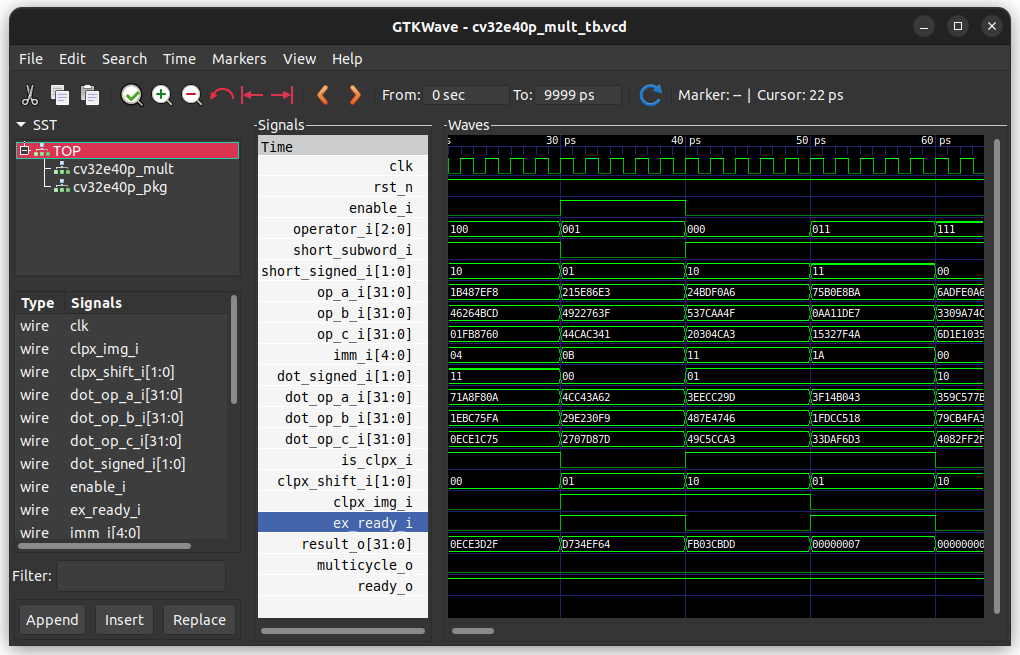 GTKWave - cv32e40p_mult_tb.vcd
File Edit Search Time Markers View Help
From: 0 sec To: 9999 ps Marker: -- | Cursor: 22 ps
SST
TOP
cv32e40p_mult
cv32e40p_pkg
Type Signals
wire clk
wire clpx_img_i
wire clpx_shift_i[1:0]
wire dot_op_a_i[31:0]
wire dot_op_b_i[31:0]
wire dot_op_c_i[31:0]
wire dot_signed_i[1:0]
wire enable_i
wire ex_ready_i
wire imm_i[4:0]
Filter:
Append Insert Replace
Signals
Time
clk
rst_n
enable_i
operator_i[2:0]
short_subword_i
short_signed_i[1:0]
op_a_i[31:0]
op_b_i[31:0]
op_c_i[31:0]
imm_i[4:0]
dot_signed_i[1:0]
dot_op_a_i[31:0]
dot_op_b_i[31:0]
dot_op_c_i[31:0]
is_clpx_i
clpx_shift_i[1:0]
clpx_img_i
ex_ready_i
result_o[31:0]
multicycle_o
ready_o
Waves
s 30 ps 40 ps 50 ps 60 ps
100 001 000 011 111
10 01 10 11 00
1B487EF8 215E86E3 24BDF0A6 75B0E8BA 6ADFE0A6
46264BCD 4922763F 537CAA4F 0AA11DE7 3309A74C
01FB8760 44CAC341 20304CA3 15327F4A 6D1E1035
04 0B 11 1A 00
11 00 01 10
71A8F80A 4CC43A62 3EECC29D 3F14B043 359C577B
1EBC75FA 29E230F9 487E4746 1FDCC518 79CB4FA3
0ECE1C75 2707D87D 49C5CCA3 33DAF6D3 4082FF2F
00 01 10 01 10
0ECE3D2F D734EF64 FB03CBDD 00000007 00000000